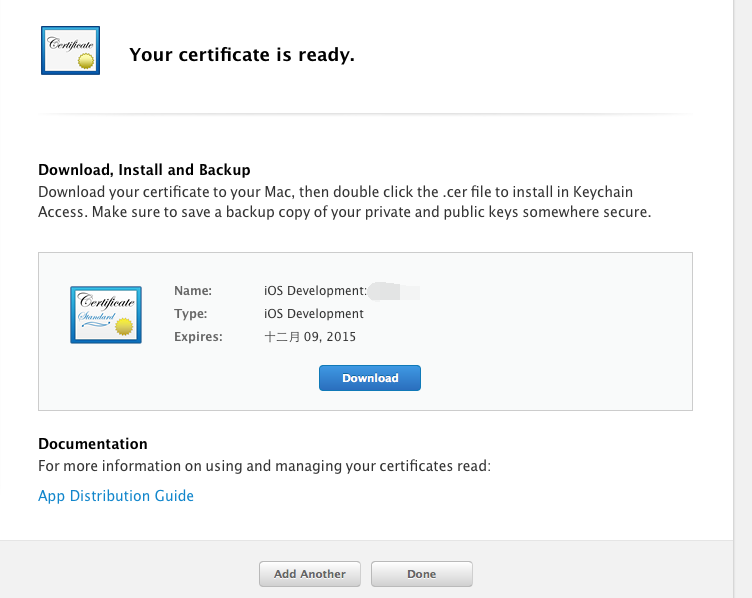 Certificate
Your certificate is ready.
Download, Install and Backup
Download your certificate to your Mac, then double click the .cer file to install in Keychain
Access. Make sure to save a backup copy of your private and public keys somewhere secure.
Certificate
Standard
Name: iOS Development:
Type: iOS Development
Expires: 十二月 09, 2015
Download
Documentation
For more information on using and managing your certificates read:
App Distribution Guide
Add Another Done